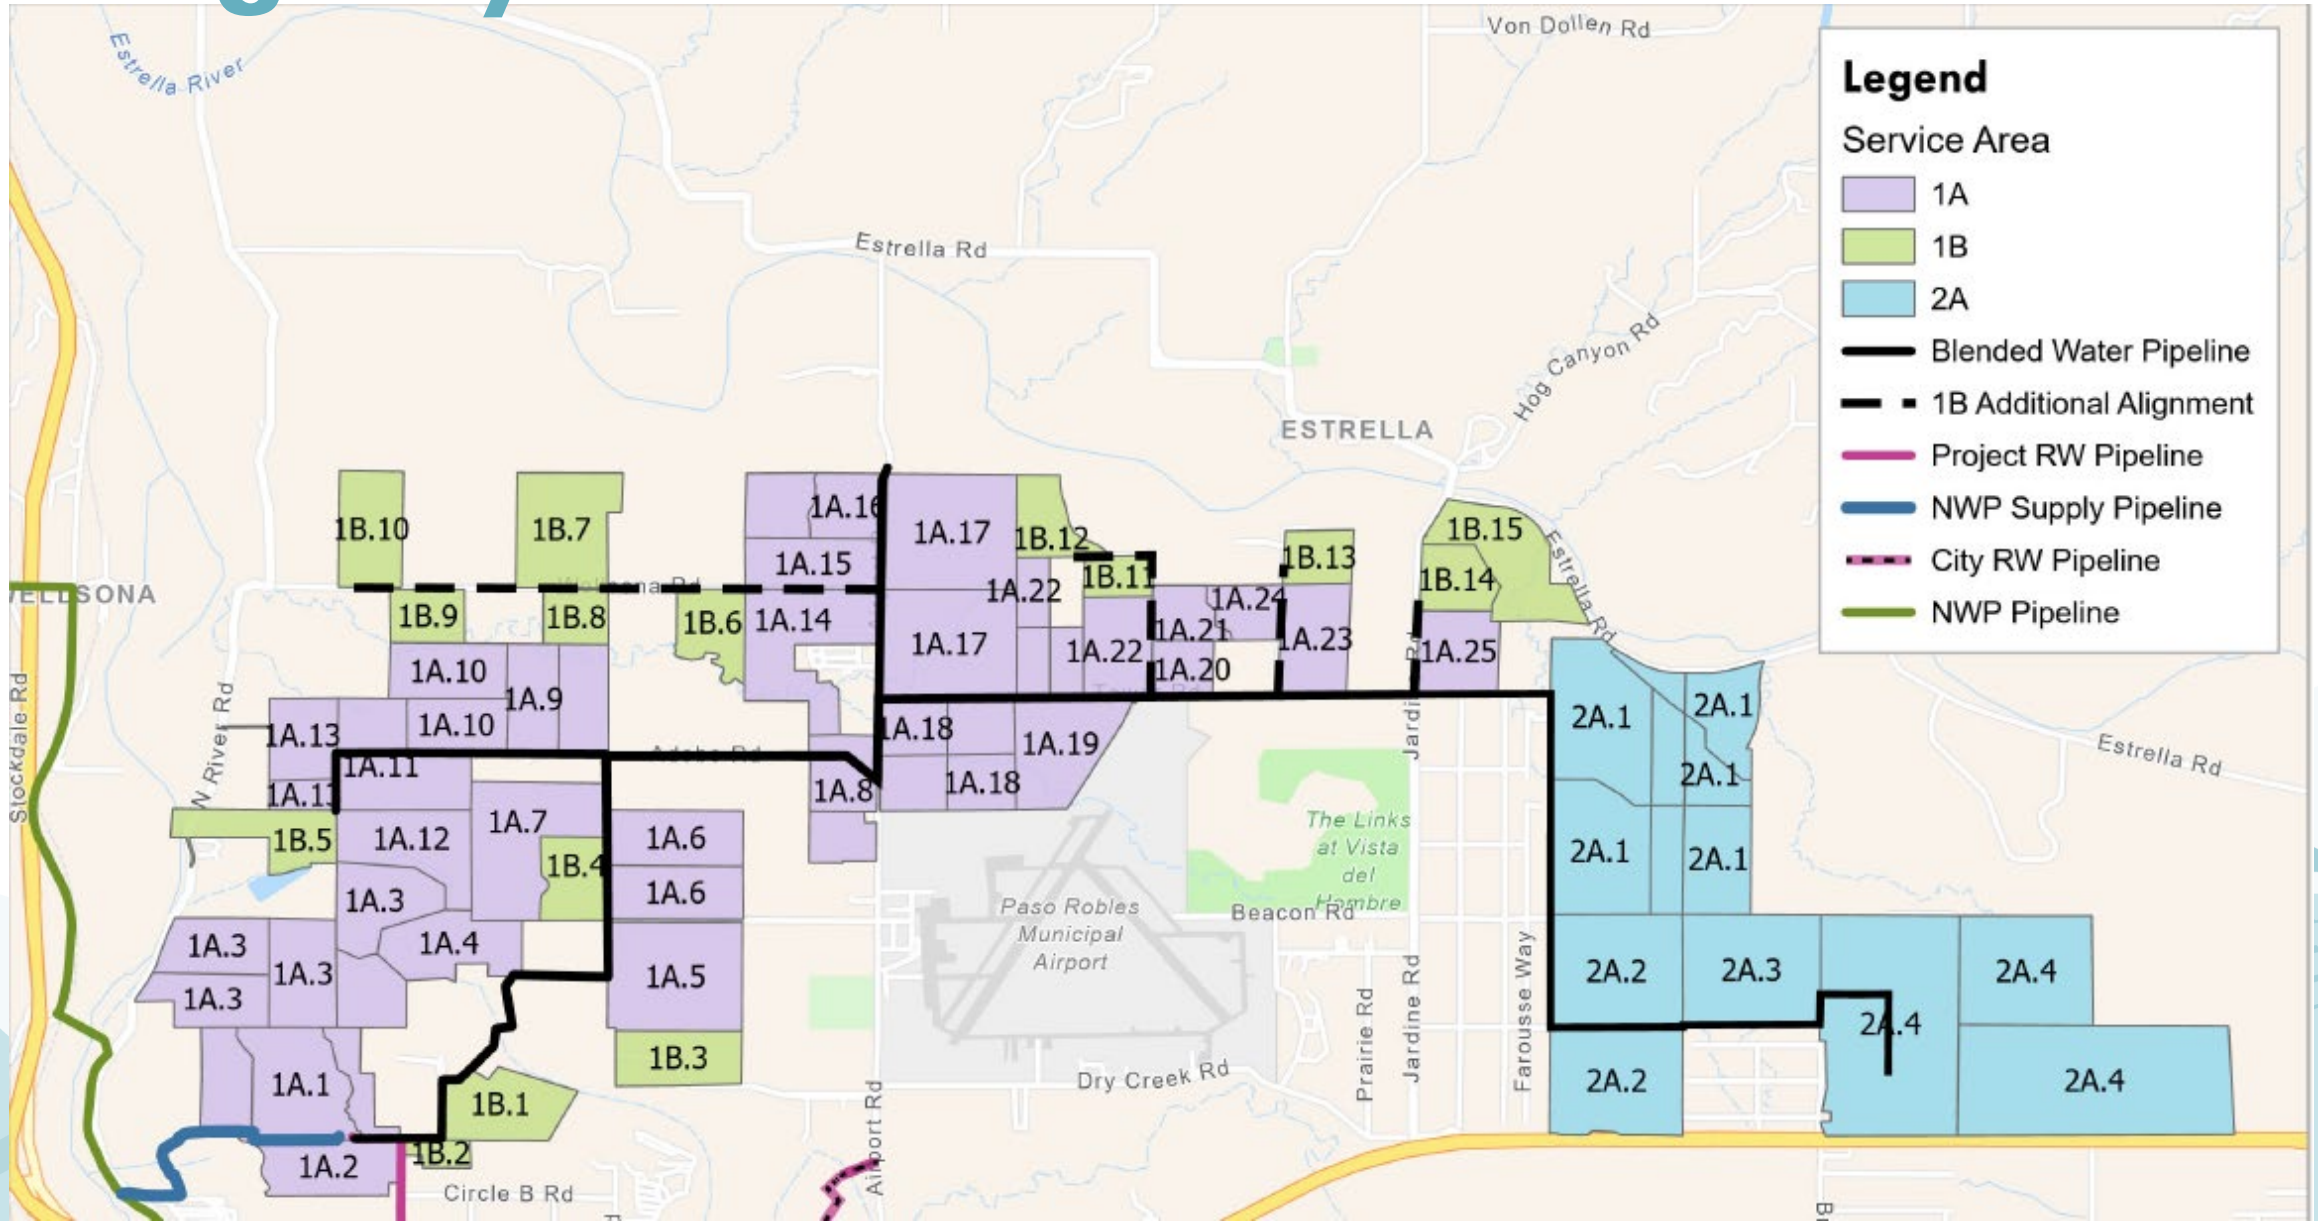 Von Dollen Rd
Estrella River
Legend
Service Area
1A
1B
2A
Blended Water Pipeline
1B Additional Alignment
Project RW Pipeline
NWP Supply Pipeline
City RW Pipeline
NWP Pipeline
Estrella Rd
Hog Canyon Rd
ESTRELLA
1B.10
1B.7
1A.16
1A.17
1B.12
1B.13
1B.15
1A.15
1B.11
1B.14
Estrella Rd
1A.22
1A.24
1B.9
1B.8
1B.6
1A.14
1A.17
1A.22
1A.21
1A.20
1A.23
1A.25
1A.10
1A.9
1A.10
1A.13
1A.11
1A.13
Adobe Rd
1A.18
1A.19
1A.18
1A.8
2A.1
2A.1
2A.1
2A.1
2A.1
Estrella Rd
N River Rd
Stockdale Rd
1B.5
1A.12
1A.7
1B.4
1A.6
1A.6
1A.3
1A.4
1A.3
1A.3
1A.3
1A.5
1B.3
The Links
at Vista
del
Hambre
Beacon Rd
Paso Robles
Municipal
Airport
Prairie Rd
Jardine Rd
Farousse Way
2A.2
2A.3
2A.4
2A.4
2A.2
2A.4
Dry Creek Rd
Airport Rd
1A.1
1B.1
1B.2
1A.2
Circle B Rd